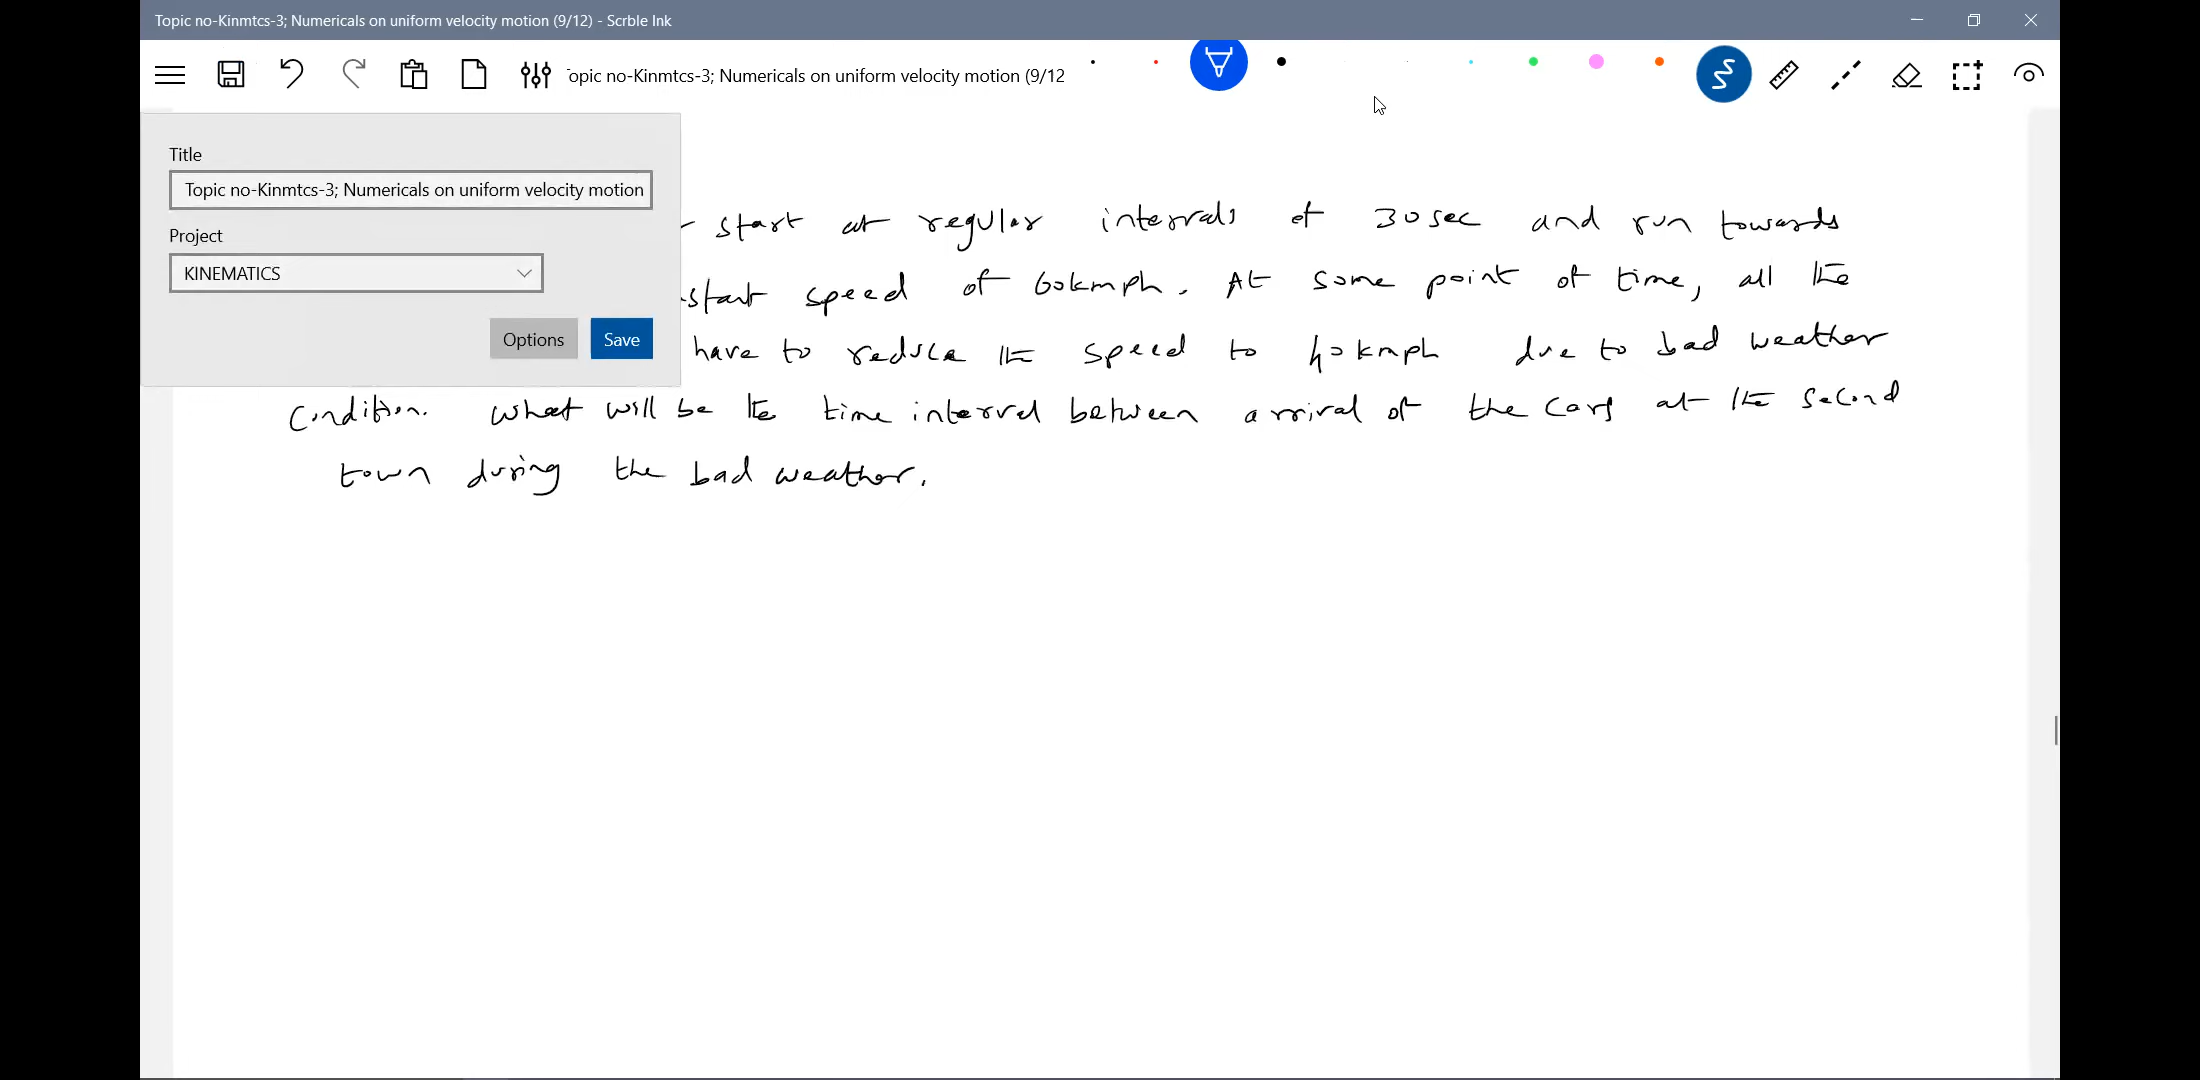 Topic no-Kinmtcs-3; Numericals on uniform velocity motion (9/12) - Scrble Ink
opic no-Kinmtcs-3; Numericals on uniform velocity motion (9/12
Title
Topic no-Kinmtcs-3; Numericals on uniform velocity motion
Project
KINEMATICS
Options
Save
start at regular intervals of 30 sec and run towards
stant speed of 60kmph. At some point of time, all the
have to reduce the speed to 40 kmph due to bad weather
condition. what will be the time interval between arrival of the cars at the second
town during the bad weather.